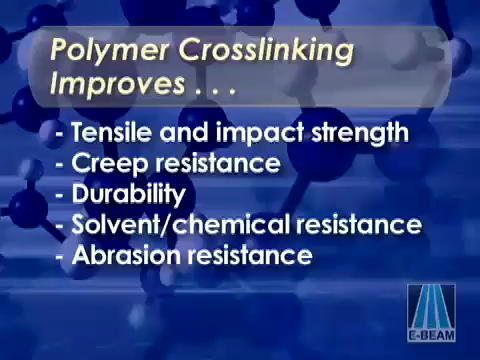 Polymer Crosslinking
Improves . . .
- Tensile and impact strength
- Creep resistance
- Durability
- Solvent/chemical resistance
- Abrasion resistance
E-BEAM